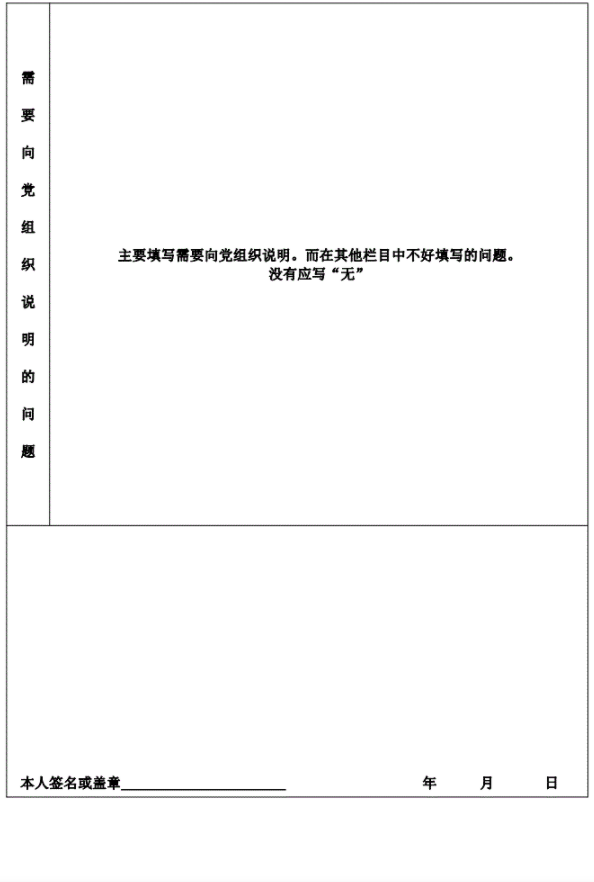 需要向党组织说明的问题
主要填写需要向党组织说明。而在其他栏目中不好填写的问题。
没有应写“无”
本人签名或盖章 年 月 日